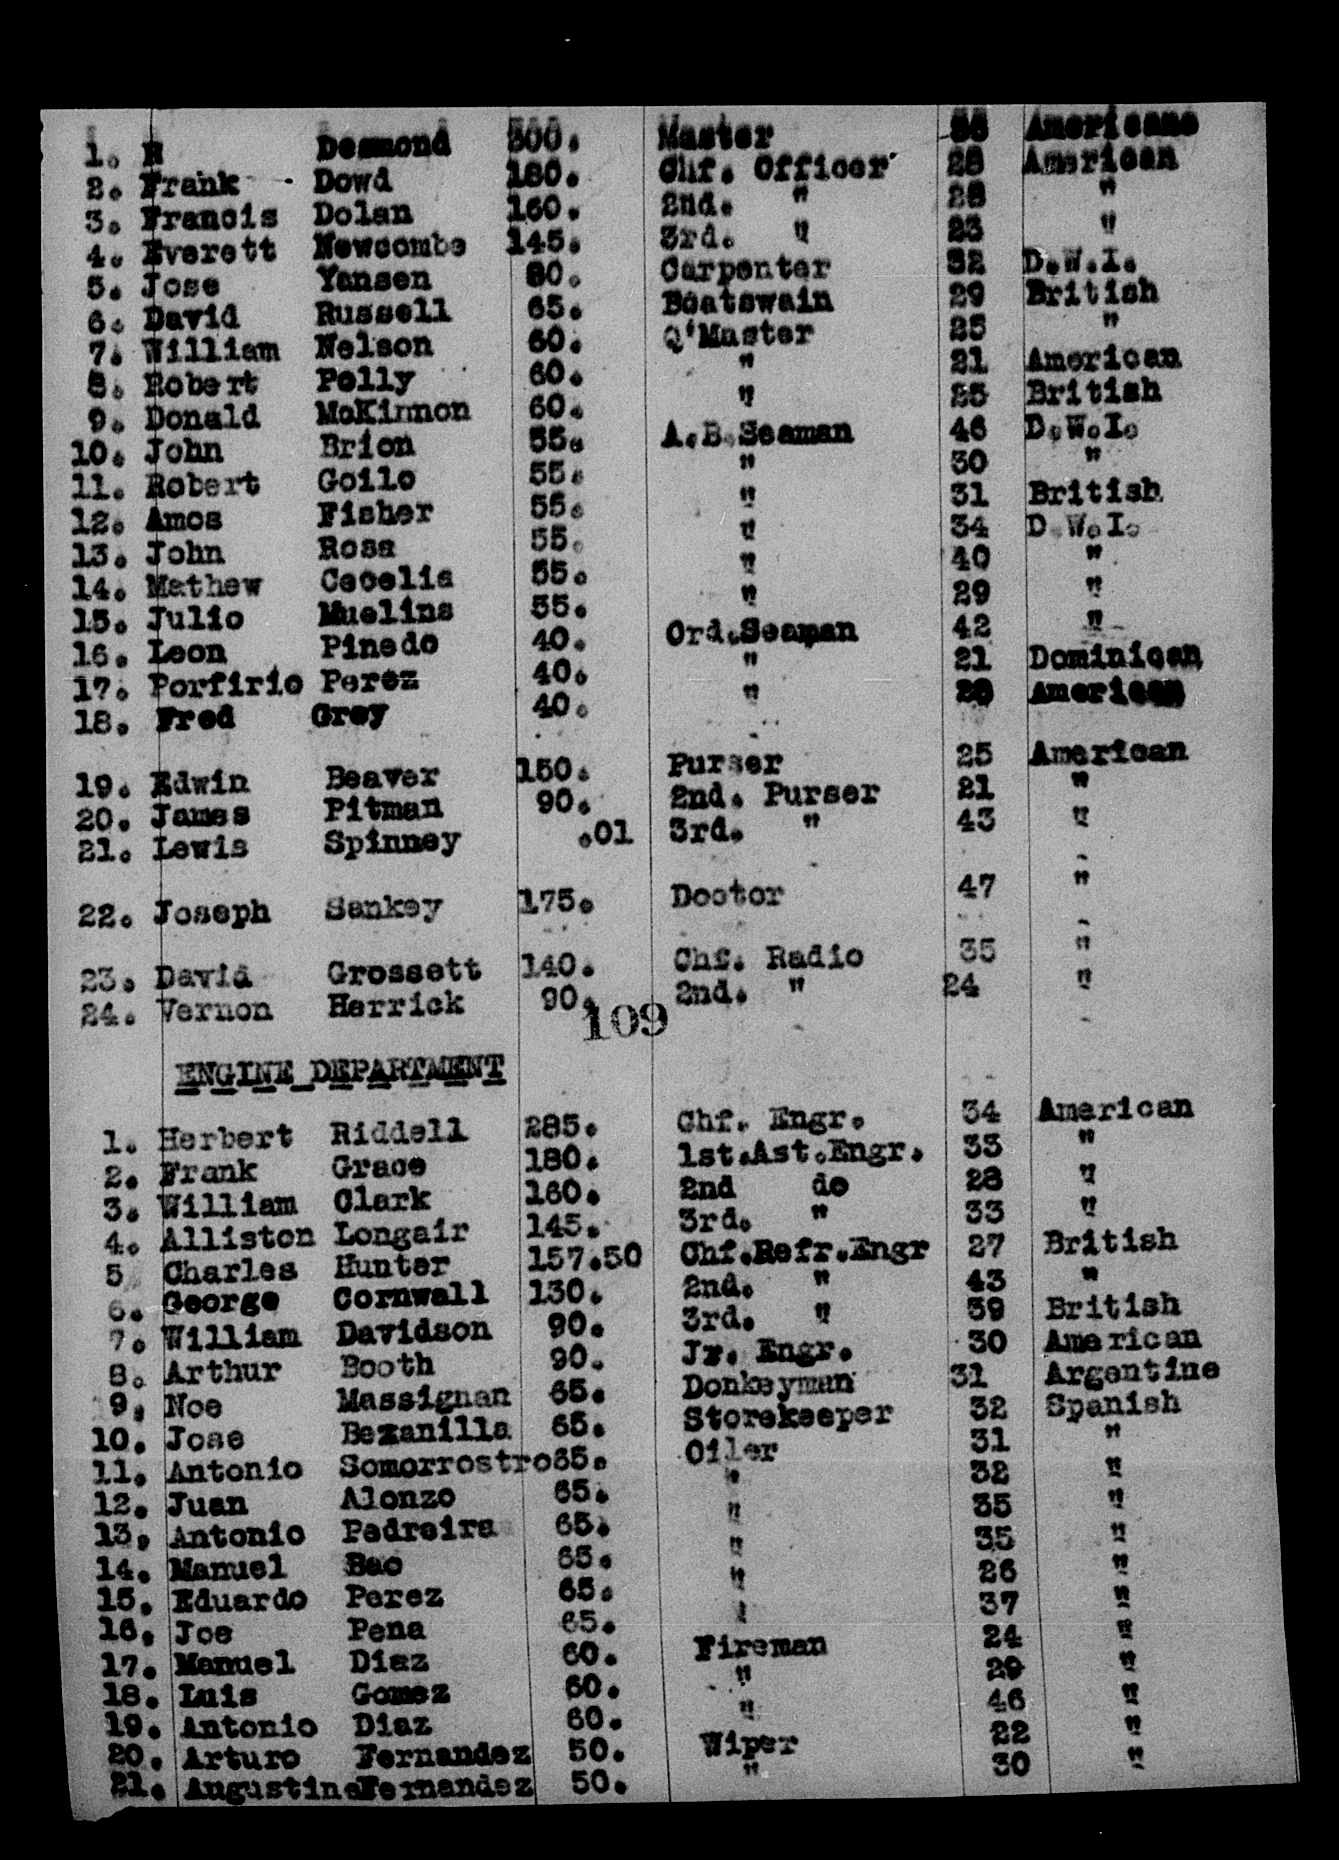 1. H Desmond 300. Master 36 Americans
2. Frank Dowd 180. Chf. Officer 28 American
3. Francis Dolan 160. 2nd. " 28 "
4. Everett Newcombe 145. 3rd. " 23 "
5. Jose Yansen 80. Carpenter 32 D.W.I.
6. David Russell 65. Boatswain 29 British
7. William Nelson 60. Q'Master 25 "
8. Robert Polly 60. " 21 American
9. Donald McKinnon 60. " 25 British
10. John Brion 55. A.B.Seaman 46 D.W.I.
11. Robert Goilo 55. " 30 "
12. Amos Fisher 55. " 31 British
13. John Rosa 55. " 34 D.W.I.
14. Mathew Cecelia 55. " 40 "
15. Julio Muelins 55. " 29 "
16. Leon Pinedo 40. Ord.Seaman 42 "
17. Porfirio Perez 40. " 21 Dominican
18. Fred Grey 40. " American
19. Edwin Beaver 150. Purser 25 American
20. James Pitman 90. 2nd. Purser 21 "
21. Lewis Spinney .01 3rd. " 43 "
22. Joseph Sankey 175. Doctor 47 "
23. David Grossett 140. Chf. Radio 35 "
24. Vernon Herrick 90. 2nd. " 24 "
109
ENGINE DEPARTMENT
1. Herbert Riddell 285. Chf. Engr. 34 American
2. Frank Grace 180. 1st.Ast.Engr. 33 "
3. William Clark 160. 2nd do 28 "
4. Alliston Longair 145. 3rd. " 33 "
5 Charles Hunter 157.50 Chf.Refr.Engr 27 British
6. George Cornwall 130. 2nd. " 43 "
7. William Davidson 90. 3rd. " 39 British
8. Arthur Booth 90. Jr. Engr. 30 American
9. Noe Massignan 65. Donkeyman 31 Argentine
10. Jose Bezanilla 65. Storekeeper 32 Spanish
11. Antonio Somorrostro 65. Oiler 31 "
12. Juan Alonzo 65. " 32 "
13. Antonio Pedreira 65. " 35 "
14. Manuel Bao 65. " 35 "
15. Eduardo Perez 65. " 26 "
16. Joe Pena 65. " 37 "
17. Manuel Diaz 60. Fireman 24 "
18. Luis Gomez 60. " 29 "
19. Antonio Diaz 60. " 46 "
20. Arturo Fernandez 50. Wiper 22 "
21. Augustine Fernandez 50. " 30 "